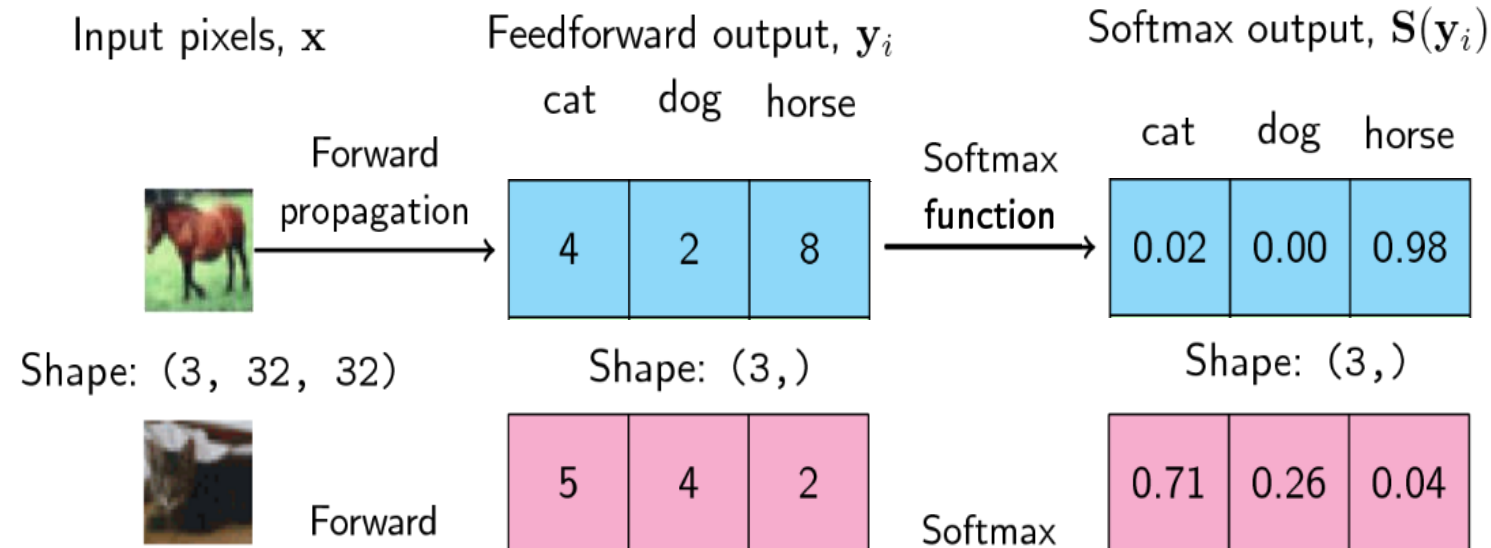 Input pixels, x
Feedforward output, yᵢ
Softmax output, S(yᵢ)
cat dog horse
cat dog horse
Forward
propagation
Softmax
function
4 2 8
0.02 0.00 0.98
Shape: (3, 32, 32)
Shape: (3,)
Shape: (3,)
5 4 2
0.71 0.26 0.04
Forward
Softmax